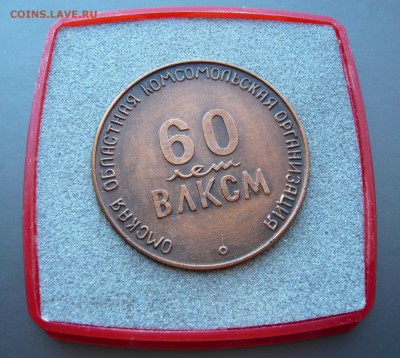 COINS.LAVE.RU
ОМСКАЯ ОБЛАСТНАЯ КОМСОМОЛЬСКАЯ ОРГАНИЗАЦИЯ
60
лет
ВЛКСМ